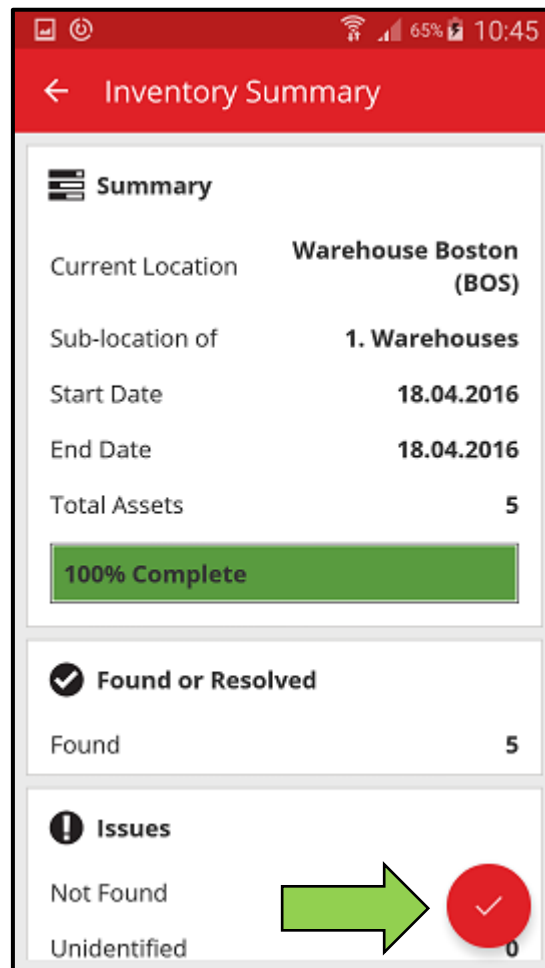 65% 10:45
Inventory Summary
Summary
Current Location Warehouse Boston
(BOS)
Sub-location of 1. Warehouses
Start Date 18.04.2016
End Date 18.04.2016
Total Assets 5
100% Complete
Found or Resolved
Found 5
Issues
Not Found
Unidentified 0